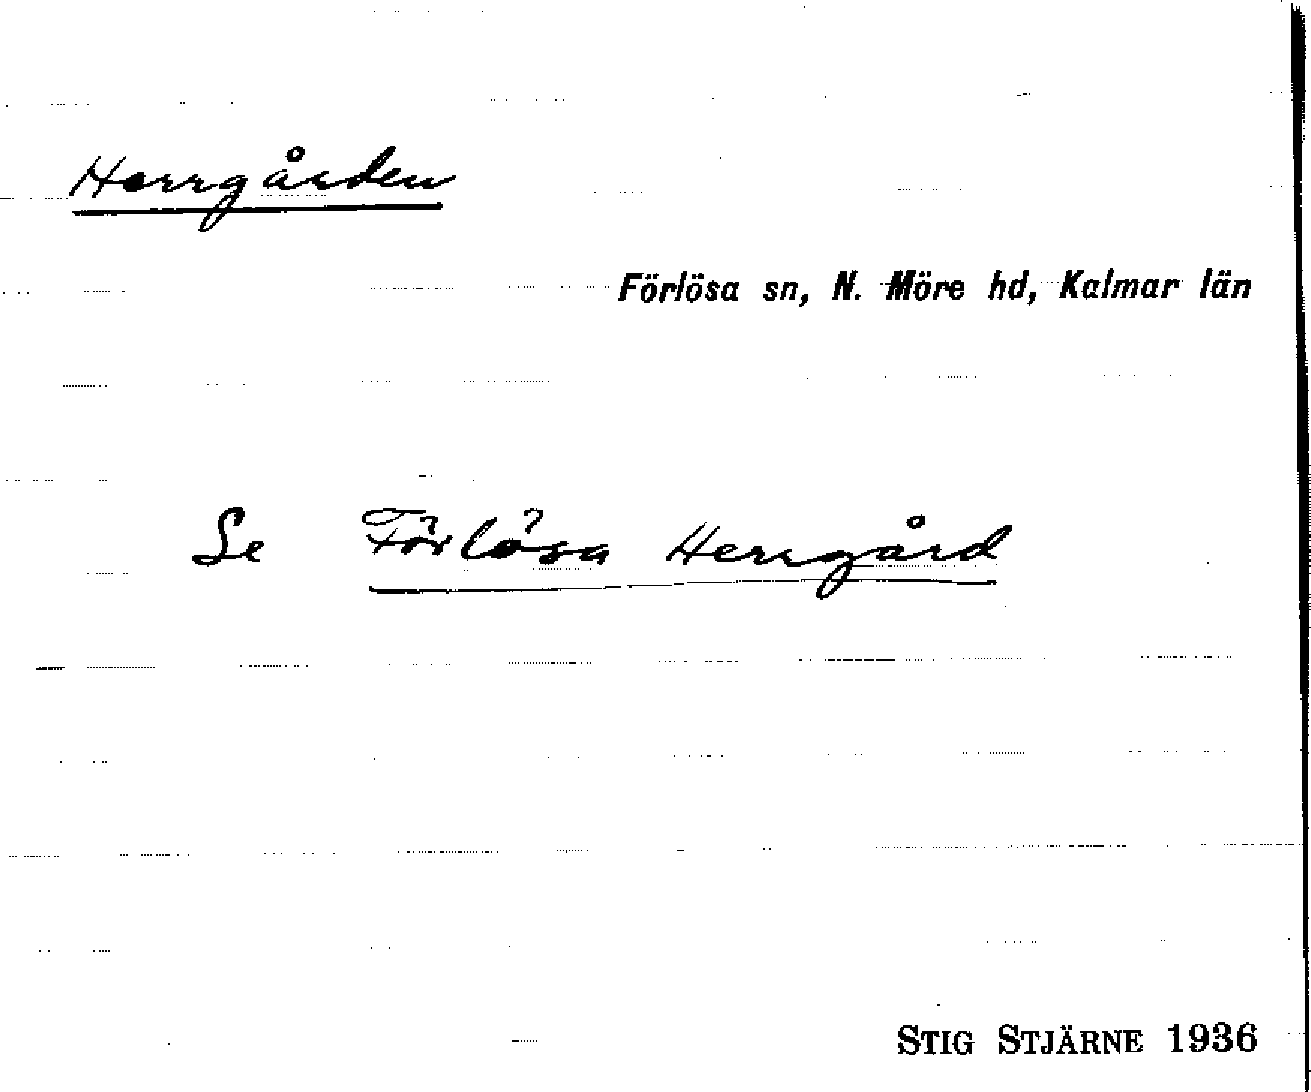 Herrgården
Förlösa sn, N. Möre hd, Kalmar län
Se Förlösa Herrgård
STIG STJÄRNE 1936